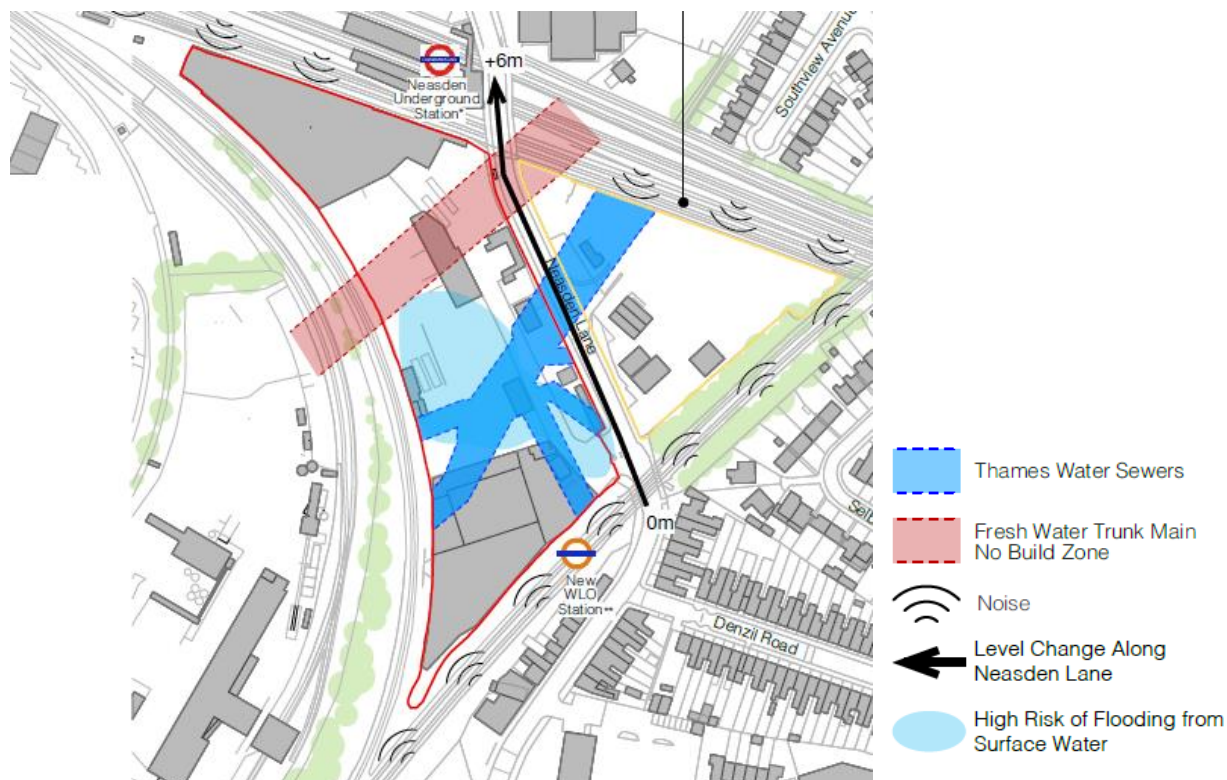 +6m
Neasden
Underground
Station*
Southview Avenue
Neasden Lane
0m
New
WLO
Station**
Denzil Road
Thames Water Sewers
Fresh Water Trunk Main
No Build Zone
Noise
Level Change Along
Neasden Lane
High Risk of Flooding from
Surface Water